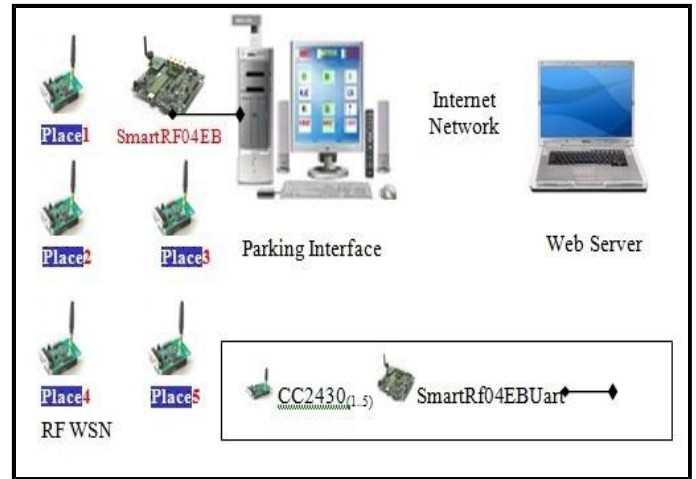 Place1
SmartRF04EB
Internet
Network
Place2
Place3
Parking Interface
Web Server
Place4
Place5
CC2430(1..5)
SmartRf04EBUart
RF WSN